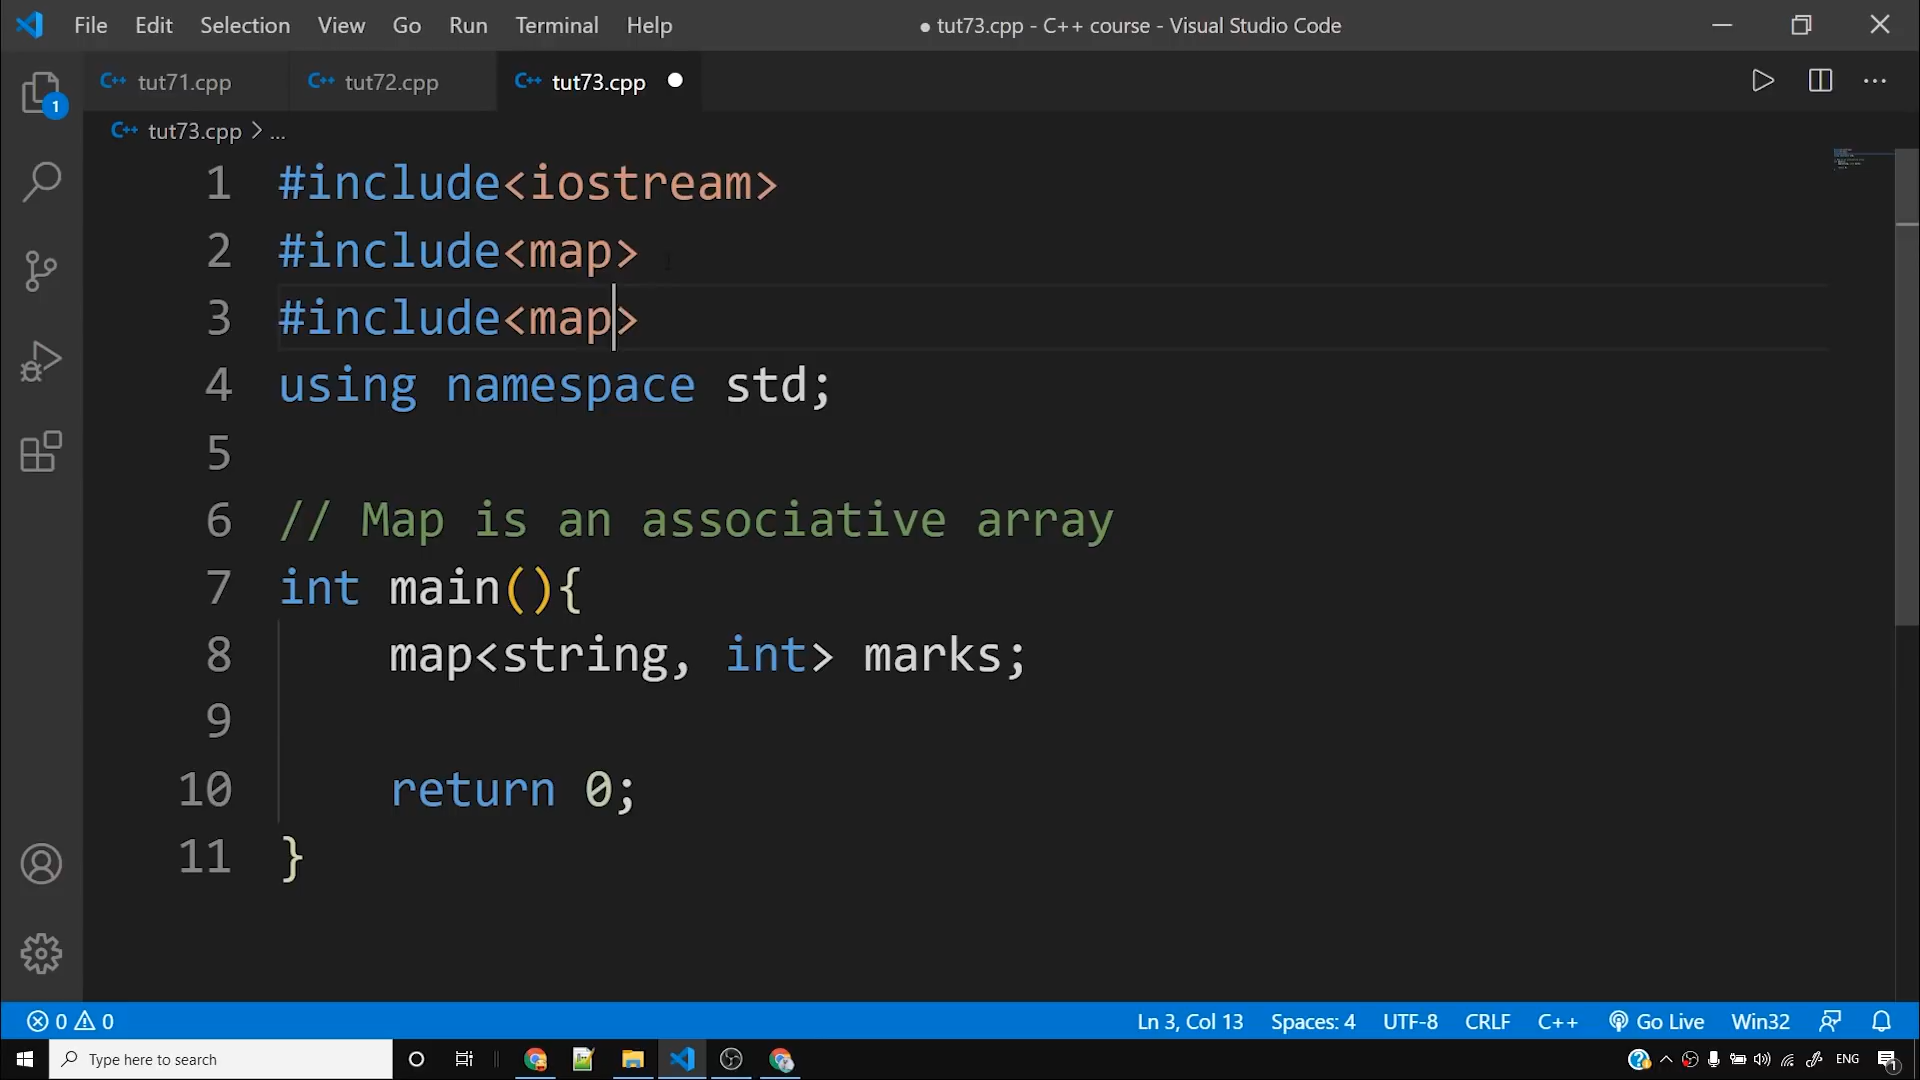 File Edit Selection View Go Run Terminal Help ● tut73.cpp - C++ course - Visual Studio Code
C++ tut71.cpp C++ tut72.cpp C++ tut73.cpp ●
1
C++ tut73.cpp > ...
1 #include<iostream>
2 #include<map>
3 #include<map>
4 using namespace std;
5
6 // Map is an associative array
7 int main(){
8 map<string, int> marks;
9
10 return 0;
11 }
0 0 Ln 3, Col 13 Spaces: 4 UTF-8 CRLF C++ Go Live Win32
Type here to search ENG 1